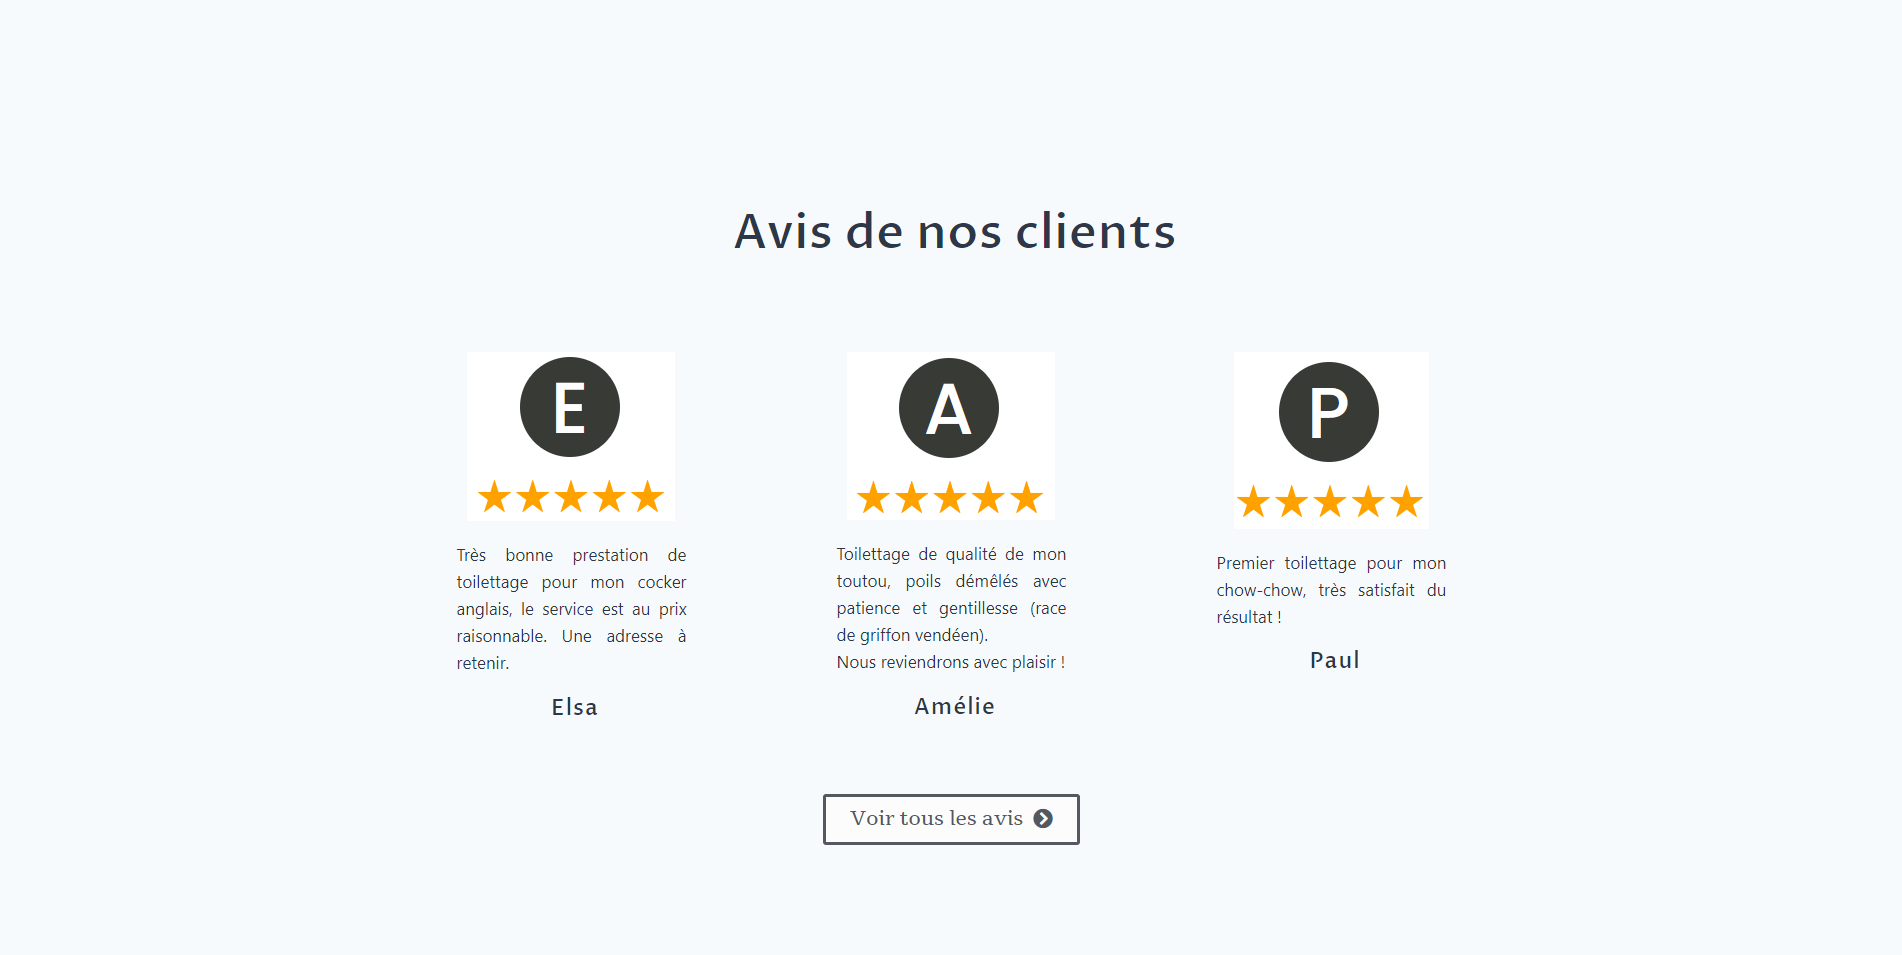 Avis de nos clients
E
★★★★★
Très bonne prestation de
toilettage pour mon cocker
anglais, le service est au prix
raisonnable. Une adresse à
retenir.
Elsa
A
★★★★★
Toilettage de qualité de mon
toutou, poils démêlés avec
patience et gentillesse (race
de griffon vendéen).
Nous reviendrons avec plaisir !
Amélie
P
★★★★★
Premier toilettage pour mon
chow-chow, très satisfait du
résultat !
Paul
Voir tous les avis